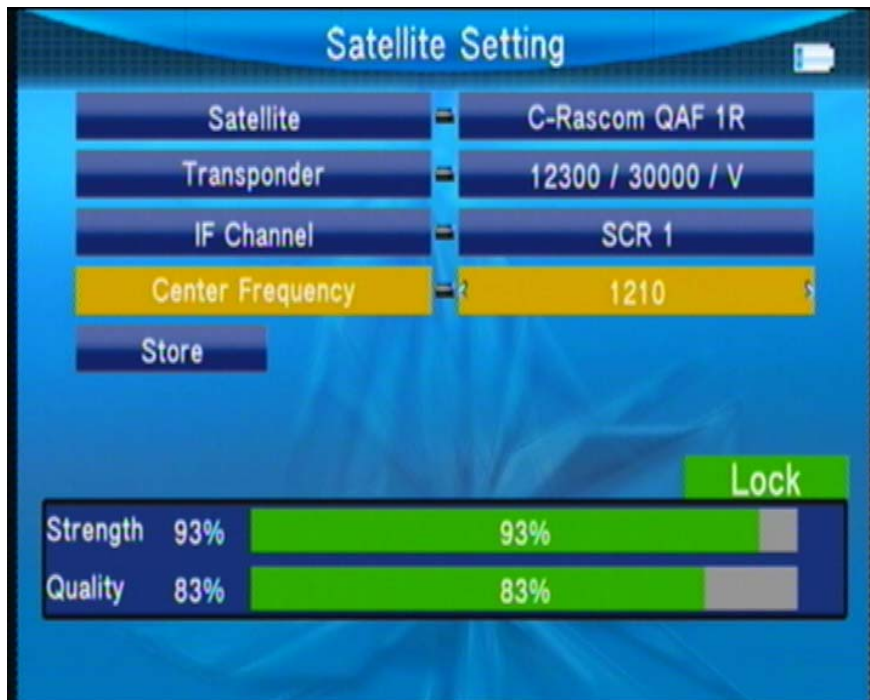 Satellite Setting
Satellite C-Rascom QAF 1R
Transponder 12300 / 30000 / V
IF Channel SCR 1
Center Frequency 1210
Store
Lock
Strength 93% 93%
Quality 83% 83%